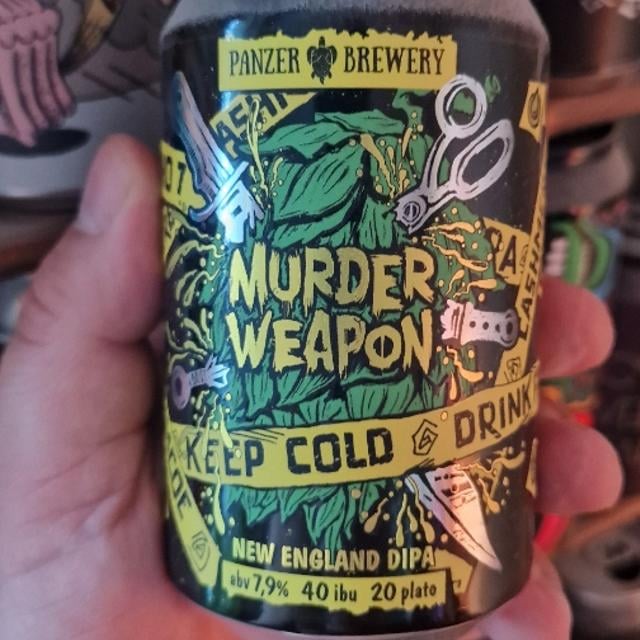 PANZER BREWERY
MURDER
WEAPON
KEEP COLD DRINK
NEW ENGLAND DIPA
abv 7,9% 40 ibu 20 plato